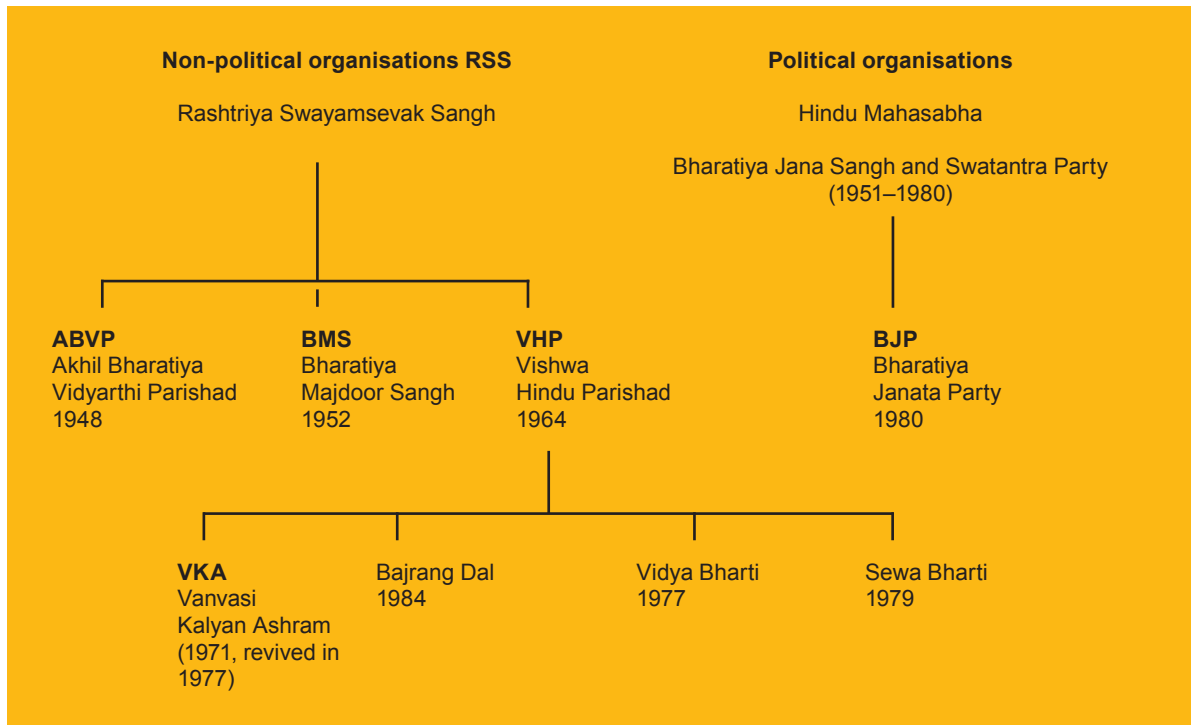 Non-political organisations RSS
Rashtriya Swayamsevak Sangh
Political organisations
Hindu Mahasabha
Bharatiya Jana Sangh and Swatantra Party
(1951–1980)
ABVP
Akhil Bharatiya
Vidyarthi Parishad
1948
BMS
Bharatiya
Majdoor Sangh
1952
VHP
Vishwa
Hindu Parishad
1964
BJP
Bharatiya
Janata Party
1980
VKA
Vanvasi
Kalyan Ashram
(1971, revived in
1977)
Bajrang Dal
1984
Vidya Bharti
1977
Sewa Bharti
1979